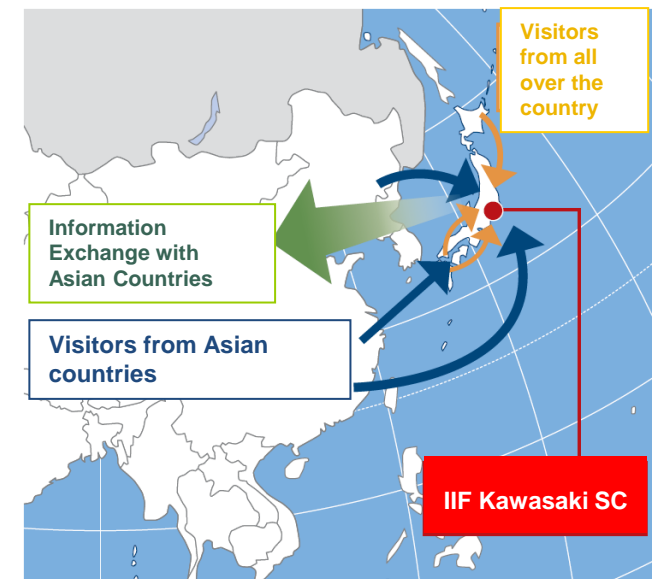 Visitors
from all
over the
country
Information
Exchange with
Asian Countries
Visitors from Asian
countries
IIF Kawasaki SC